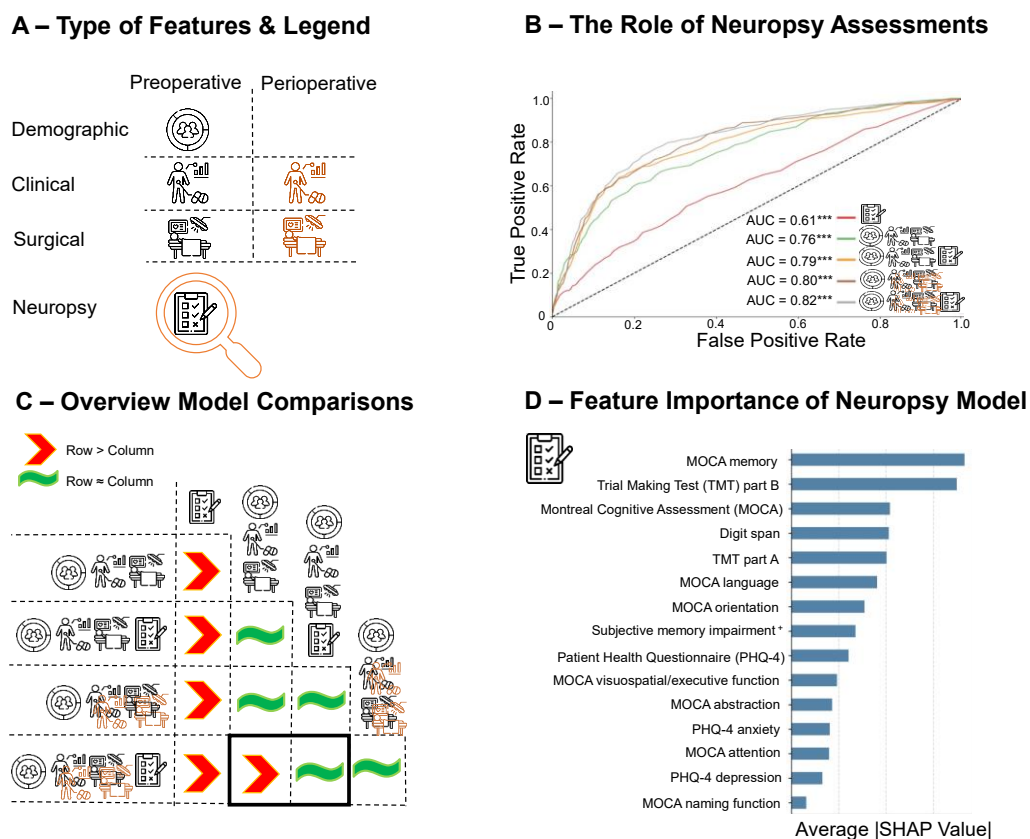 A – Type of Features & Legend
Preoperative
Perioperative
Demographic
Clinical
Surgical
Neuropsy
B – The Role of Neuropsy Assessments
True Positive Rate
1.0
0.8
0.6
0.4
0.2
0
AUC = 0.61***
AUC = 0.76***
AUC = 0.79***
AUC = 0.80***
AUC = 0.82***
0
0.2
0.4
0.6
0.8
1.0
False Positive Rate
C – Overview Model Comparisons
Row > Column
Row ≈ Column
D – Feature Importance of Neuropsy Model
MOCA memory
Trial Making Test (TMT) part B
Montreal Cognitive Assessment (MOCA)
Digit span
TMT part A
MOCA language
MOCA orientation
Subjective memory impairment⁺
Patient Health Questionnaire (PHQ-4)
MOCA visuospatial/executive function
MOCA abstraction
PHQ-4 anxiety
MOCA attention
PHQ-4 depression
MOCA naming function
Average |SHAP Value|